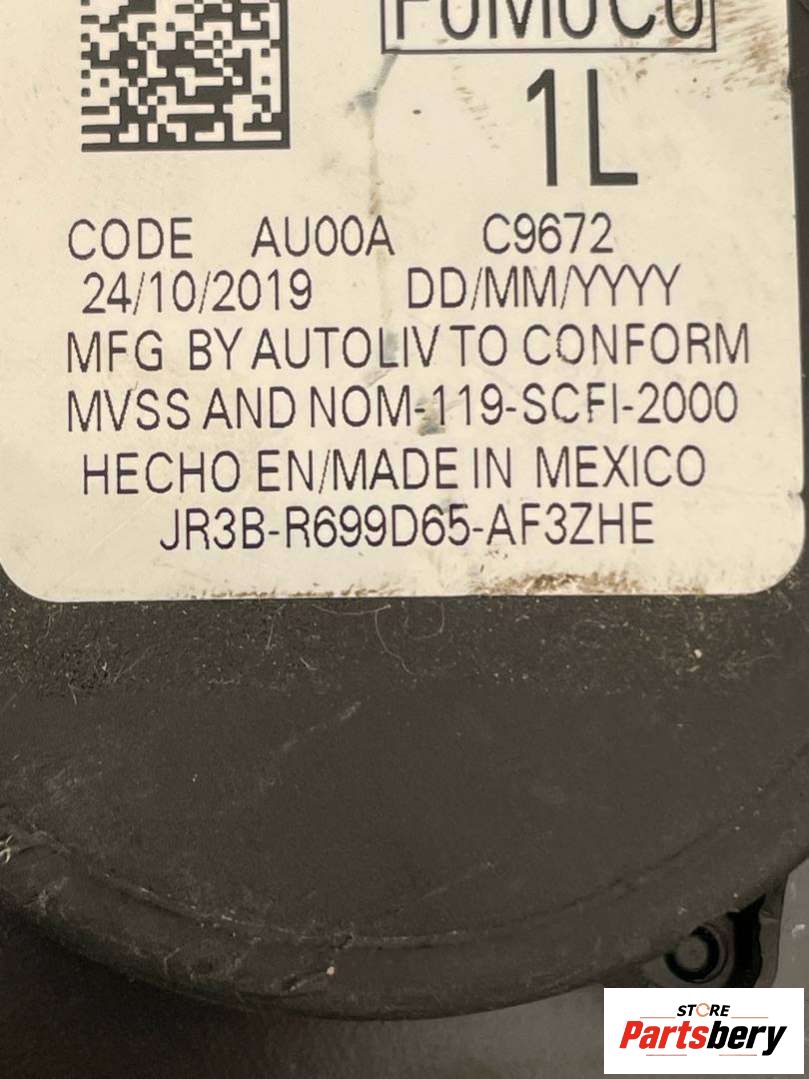 1L
CODE AU00A C9672
24/10/2019 DD/MM/YYYY
MFG BY AUTOLIV TO CONFORM
MVSS AND NOM-119-SCFI-2000
HECHO EN/MADE IN MEXICO
JR3B-R699D65-AF3ZHE
STORE
Partsbery